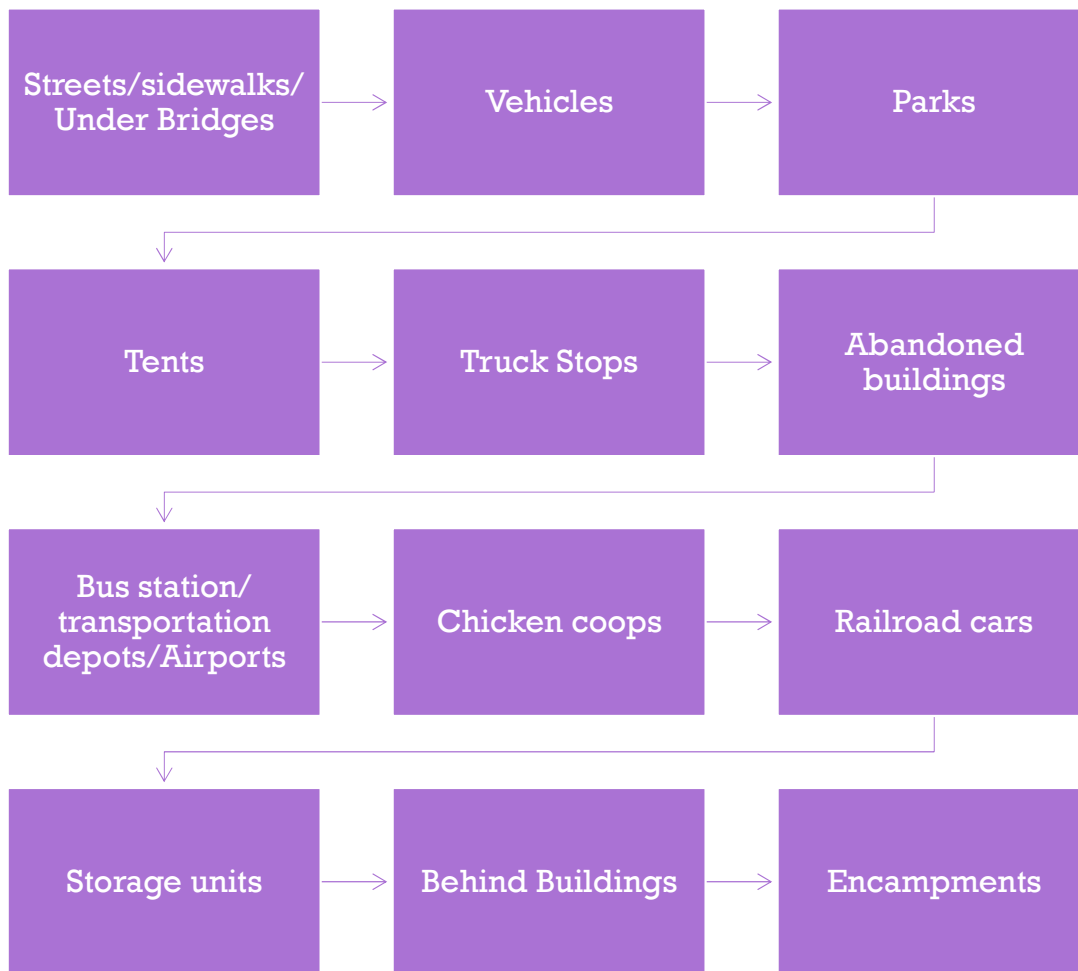 Streets/sidewalks/
Under Bridges
Vehicles
Parks
Tents
Truck Stops
Abandoned
buildings
Bus station/
transportation
depots/Airports
Chicken coops
Railroad cars
Storage units
Behind Buildings
Encampments